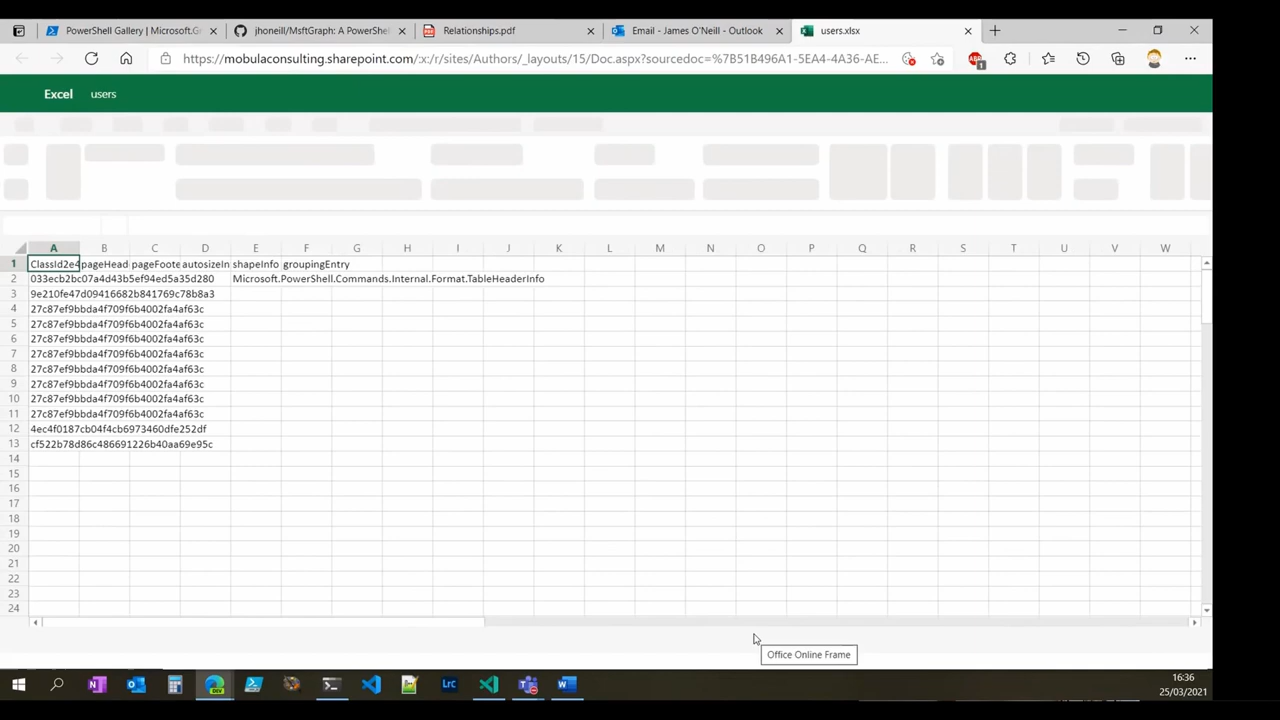 PowerShell Gallery | Microsoft.Gr
jhoneill/MsftGraph: A PowerShel
Relationships.pdf
Email - James O'Neill - Outlook
users.xlsx
https://mobulaconsulting.sharepoint.com/:x:/r/sites/Authors/_layouts/15/Doc.aspx?sourcedoc=%7B51B496A1-5EA4-4A36-AE...
Excel users
A B C D E F G H I J K L M N O P Q R S T U V W
1 ClassId2e4 pageHead pageFoote autosizeIn shapeInfo groupingEntry
2 033ecb2bc07a4d43b5ef94ed5a35d280 Microsoft.PowerShell.Commands.Internal.Format.TableHeaderInfo
3 9e210fe47d09416682b841769c78b8a3
4 27c87ef9bbda4f709f6b4002fa4af63c
5 27c87ef9bbda4f709f6b4002fa4af63c
6 27c87ef9bbda4f709f6b4002fa4af63c
7 27c87ef9bbda4f709f6b4002fa4af63c
8 27c87ef9bbda4f709f6b4002fa4af63c
9 27c87ef9bbda4f709f6b4002fa4af63c
10 27c87ef9bbda4f709f6b4002fa4af63c
11 27c87ef9bbda4f709f6b4002fa4af63c
12 4ec4f0187cb04f4cb6973460dfe252df
13 cf522b78d86c486691226b40aa69e95c
14
15
16
17
18
19
20
21
22
23
24
Office Online Frame
LrC
16:36
25/03/2021